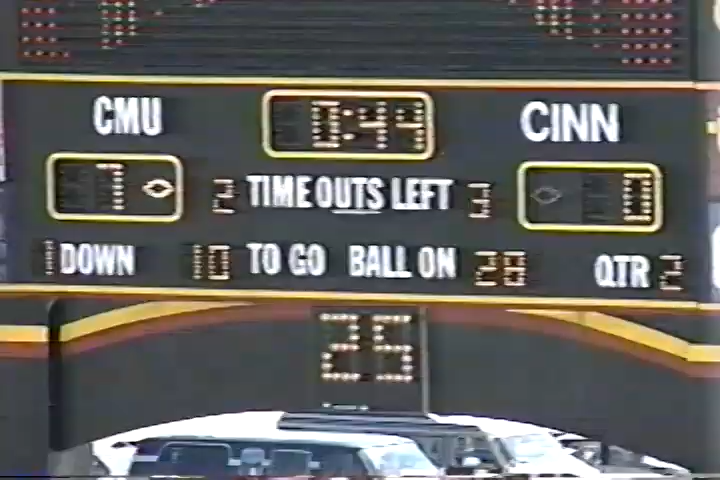 CMU 0:44 CINN
7 2 TIME OUTS LEFT 3 0
1 DOWN 10 TO GO BALL ON 28 QTR 2
25